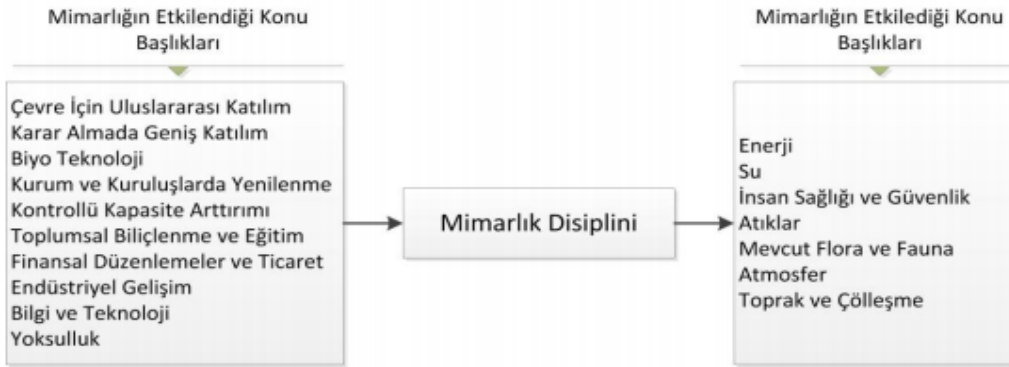 Mimarlığın Etkilendiği Konu
Başlıkları
Çevre İçin Uluslararası Katılım
Karar Almada Geniş Katılım
Biyo Teknoloji
Kurum ve Kuruluşlarda Yenilenme
Kontrollü Kapasite Arttırımı
Toplumsal Biliçlenme ve Eğitim
Finansal Düzenlemeler ve Ticaret
Endüstriyel Gelişim
Bilgi ve Teknoloji
Yoksulluk
Mimarlık Disiplini
Mimarlığın Etkilediği Konu
Başlıkları
Enerji
Su
İnsan Sağlığı ve Güvenlik
Atıklar
Mevcut Flora ve Fauna
Atmosfer
Toprak ve Çölleşme